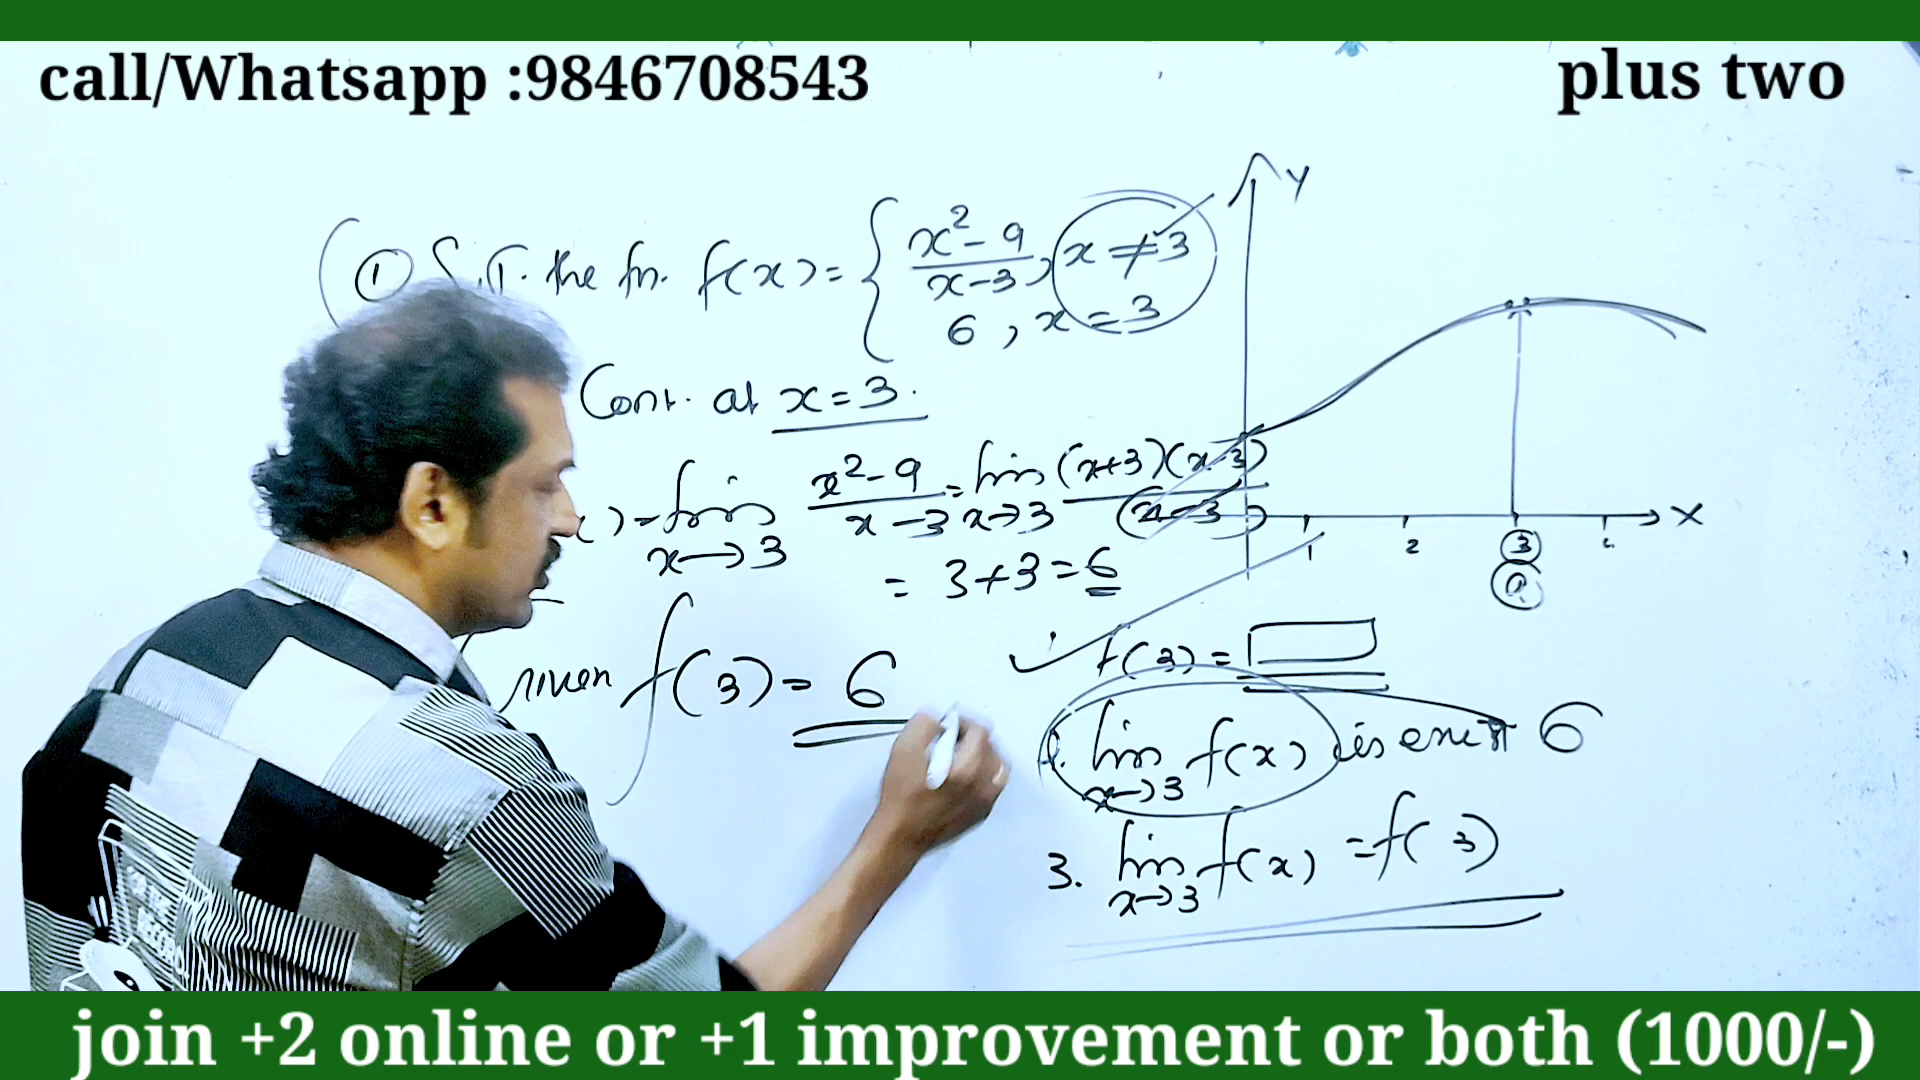 call/Whatsapp :9846708543
plus two
① S.T. the fn. f(x) = { x² - 9 / x - 3 , x ≠ 3
6 , x = 3
Cont. at x = 3.
x) = lim x→3 x² - 9 / x - 3 = lim x→3 (x+3)(x-3) / (x-3)
= 3+3 = 6
given f(3) = 6
Y
X
1 2 3
a
f(3) =
lim x→3 f(x) is exist 6
3. lim x→3 f(x) = f(3)
join +2 online or +1 improvement or both (1000/-)